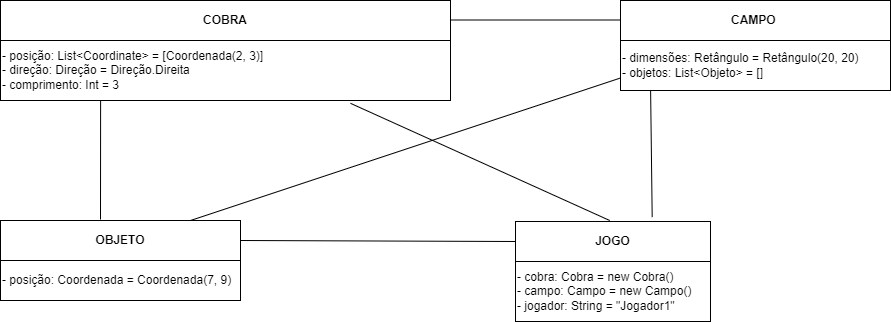 COBRA
- posição: List<Coordinate> = [Coordenada(2, 3)]
- direção: Direção = Direção.Direita
- comprimento: Int = 3
CAMPO
- dimensões: Retângulo = Retângulo(20, 20)
- objetos: List<Objeto> = []
OBJETO
- posição: Coordenada = Coordenada(7, 9)
JOGO
- cobra: Cobra = new Cobra()
- campo: Campo = new Campo()
- jogador: String = "Jogador1"